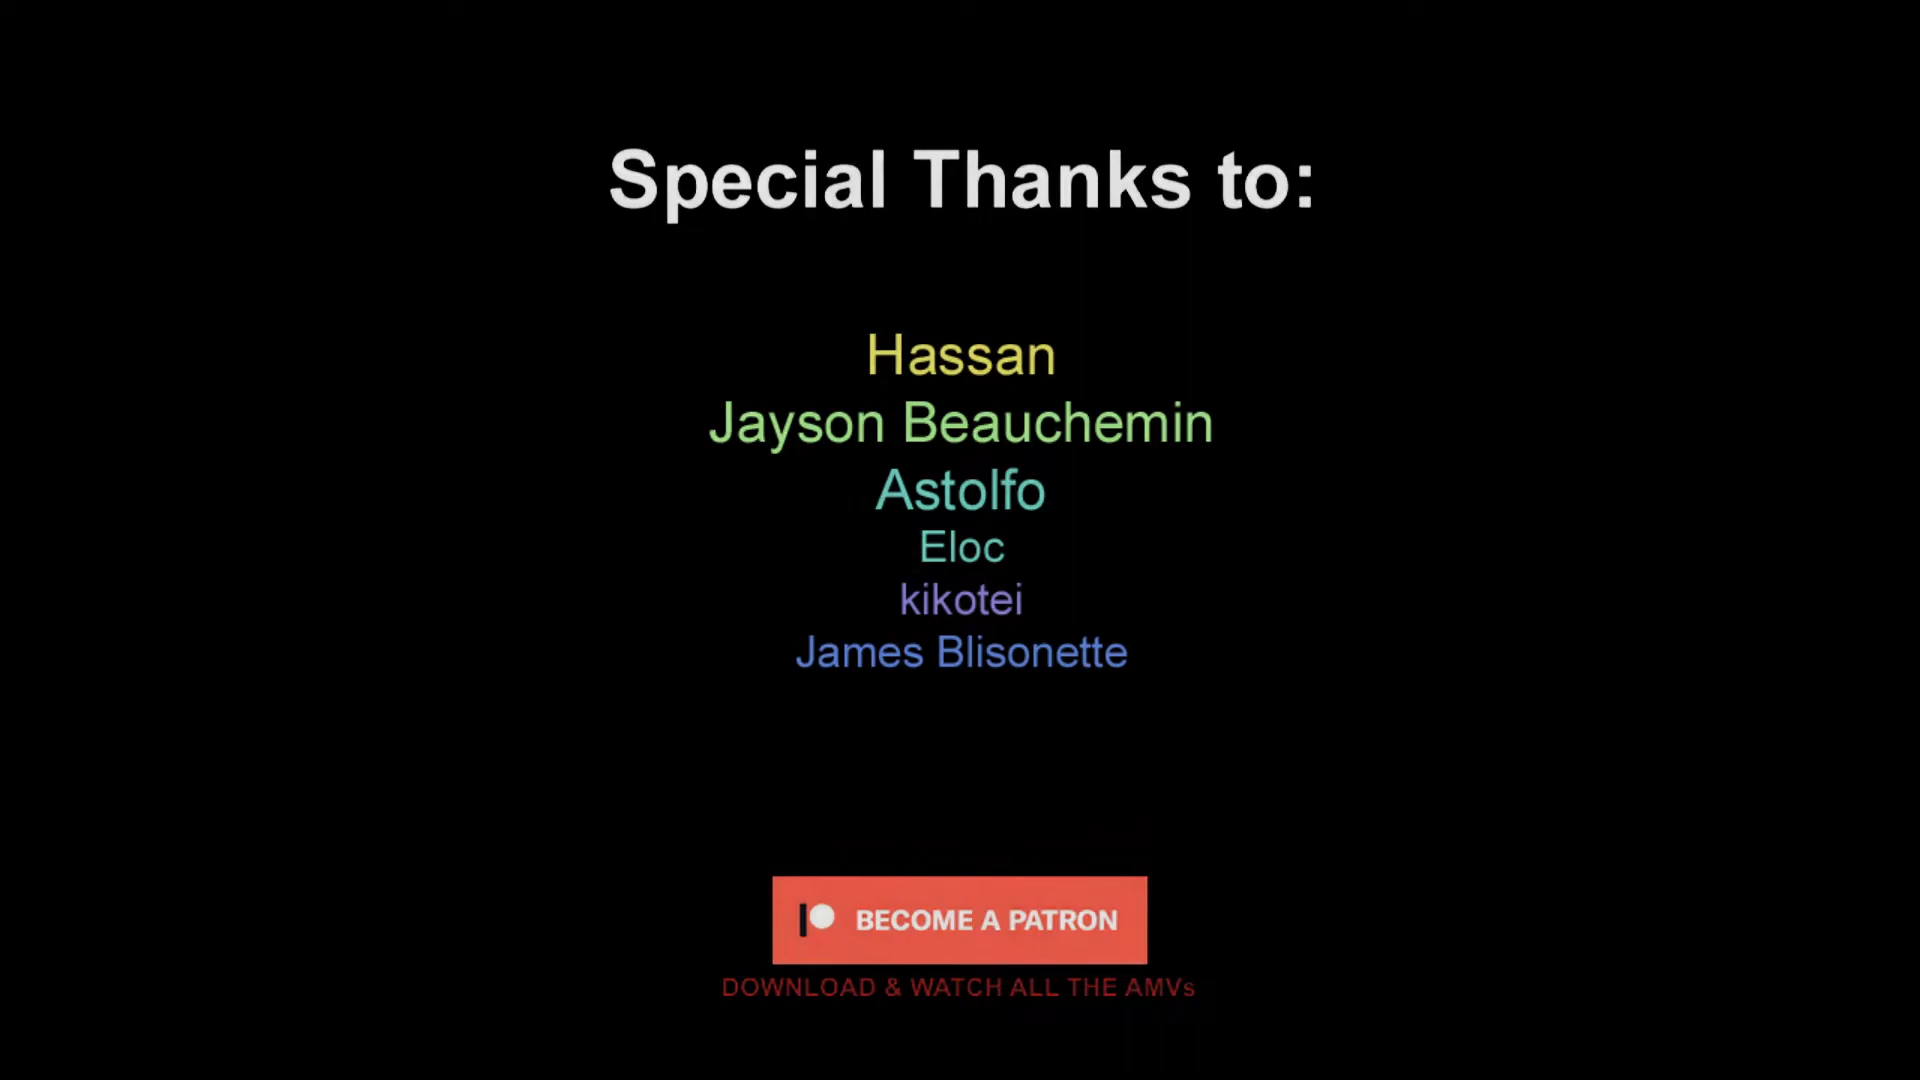 Special Thanks to:
Hassan
Jayson Beauchemin
Astolfo
Eloc
kikotei
James Blisonette
BECOME A PATRON
DOWNLOAD & WATCH ALL THE AMVs